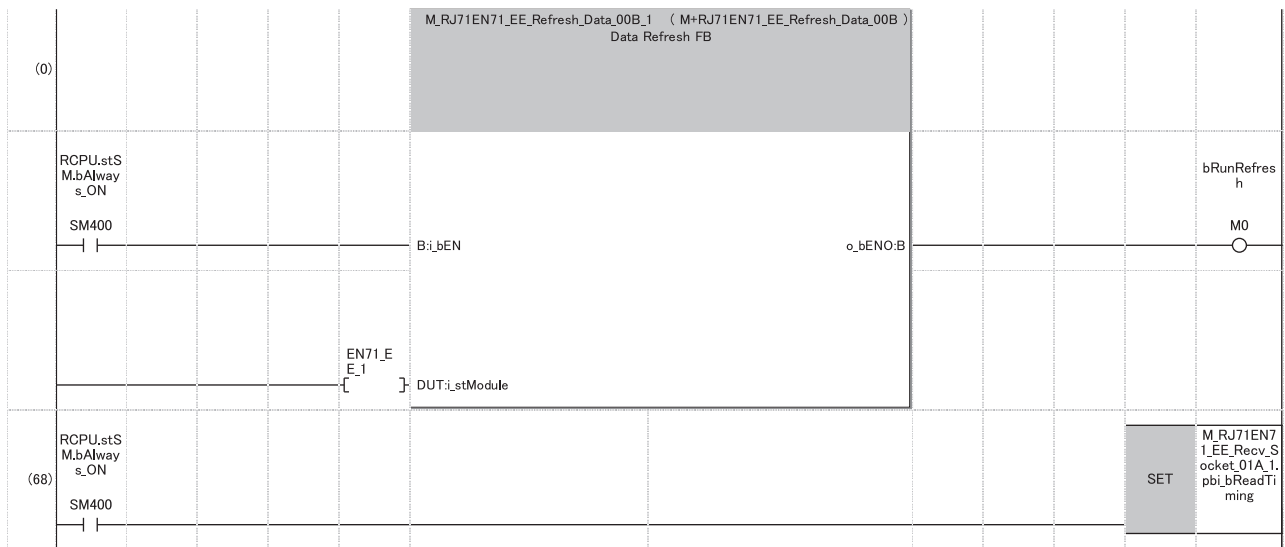 M_RJ71EN71_EE_Refresh_Data_00B_1 ( M+RJ71EN71_EE_Refresh_Data_00B )
Data Refresh FB
(0)
RCPU.stS
M.bAlway
s_ON
SM400
B:i_bEN
o_bENO:B
bRunRefres
h
M0
EN71_E
E_1
DUT:i_stModule
(68)
RCPU.stS
M.bAlway
s_ON
SM400
SET
M_RJ71EN7
1_EE_Recv_S
ocket_01A_1.
pbi_bReadTi
ming